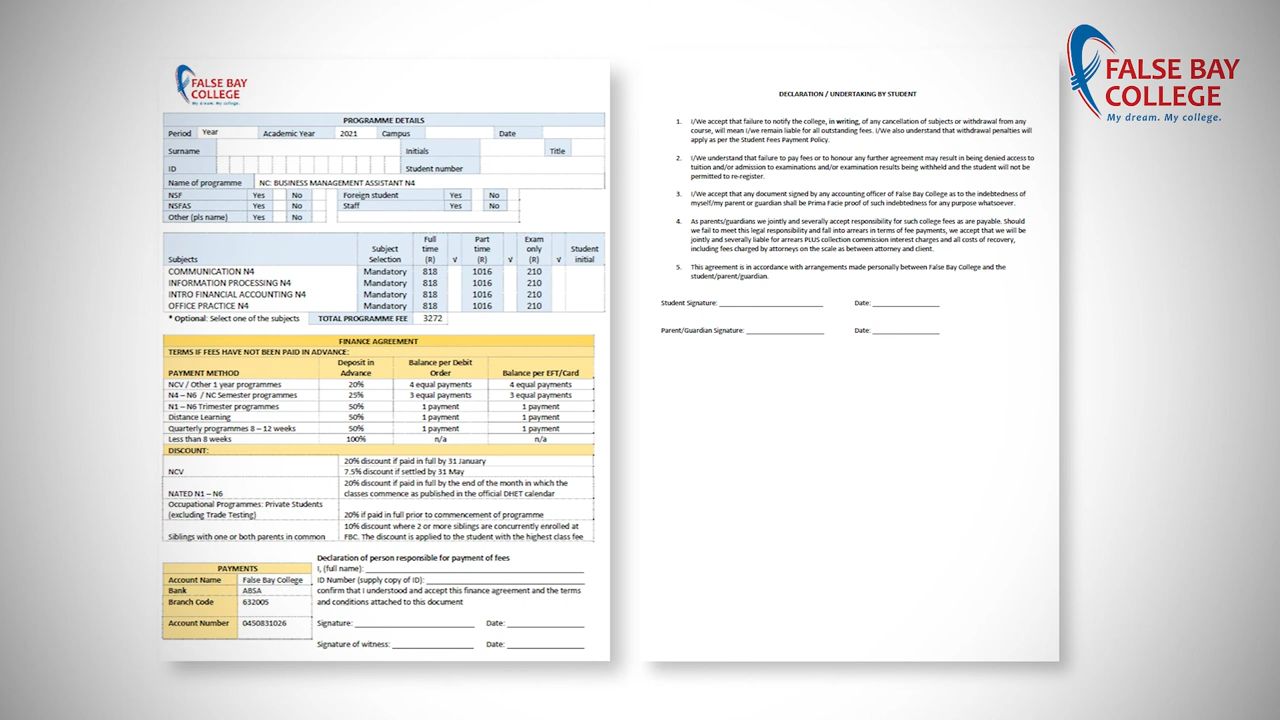 FALSE BAY
COLLEGE
My dream. My college.
FALSE BAY
COLLEGE
My dream. My college.
PROGRAMME DETAILS
Period Year Academic Year 2021 Campus Date
Surname Initials Title
ID Student number
Name of programme NC: BUSINESS MANAGEMENT ASSISTANT N4
NSF Yes No Foreign student Yes No
NSFAS Yes No Staff Yes No
Other (pls name) Yes No
Subjects Subject Selection Full time (R) √ Part time (R) √ Exam only (R) √ Student initial
COMMUNICATION N4 Mandatory 818 1016 210
INFORMATION PROCESSING N4 Mandatory 818 1016 210
INTRO FINANCIAL ACCOUNTING N4 Mandatory 818 1016 210
OFFICE PRACTICE N4 Mandatory 818 1016 210
* Optional: Select one of the subjects TOTAL PROGRAMME FEE 3272
FINANCE AGREEMENT
TERMS IF FEES HAVE NOT BEEN PAID IN ADVANCE:
PAYMENT METHOD Deposit in Advance Balance per Debit Order Balance per EFT/Card
NCV / Other 1 year programmes 20% 4 equal payments 4 equal payments
N4 – N6 / NC Semester programmes 25% 3 equal payments 3 equal payments
N1 – N6 Trimester programmes 50% 1 payment 1 payment
Distance Learning 50% 1 payment 1 payment
Quarterly programmes 8 – 12 weeks 50% 1 payment 1 payment
Less than 8 weeks 100% n/a n/a
DISCOUNT:
20% discount if paid in full by 31 January
NCV 7.5% discount if settled by 31 May
20% discount if paid in full by the end of the month in which the
NATED N1 – N6 classes commence as published in the official DHET calendar
Occupational Programmes: Private Students
(excluding Trade Testing) 20% if paid in full prior to commencement of programme
10% discount where 2 or more siblings are concurrently enrolled at
Siblings with one or both parents in common FBC. The discount is applied to the student with the highest class fee
PAYMENTS
Account Name False Bay College
Bank ABSA
Branch Code 632005
Account Number 0450831026
Declaration of person responsible for payment of fees
I, (full name):
ID Number (supply copy of ID):
confirm that I understood and accept this finance agreement and the terms
and conditions attached to this document
Signature: Date:
Signature of witness: Date:
DECLARATION / UNDERTAKING BY STUDENT
1. I/We accept that failure to notify the college, in writing, of any cancellation of subjects or withdrawal from any
course, will mean I/we remain liable for all outstanding fees. I/We also understand that withdrawal penalties will
apply as per the Student Fees Payment Policy.
2. I/We understand that failure to pay fees or to honour any further agreement may result in being denied access to
tuition and/or admission to examinations and/or examination results being withheld and the student will not be
permitted to re-register.
3. I/We accept that any document signed by any accounting officer of False Bay College as to the indebtedness of
myself/my parent or guardian shall be Prima Facie proof of such indebtedness for any purpose whatsoever.
4. As parents/guardians we jointly and severally accept responsibility for such college fees as are payable. Should
we fail to meet this legal responsibility and fall into arrears in terms of fee payments, we accept that we will be
jointly and severally liable for arrears PLUS collection commission interest charges and all costs of recovery,
including fees charged by attorneys on the scale as between attorney and client.
5. This agreement is in accordance with arrangements made personally between False Bay College and the
student/parent/guardian.
Student Signature: Date:
Parent/Guardian Signature: Date: